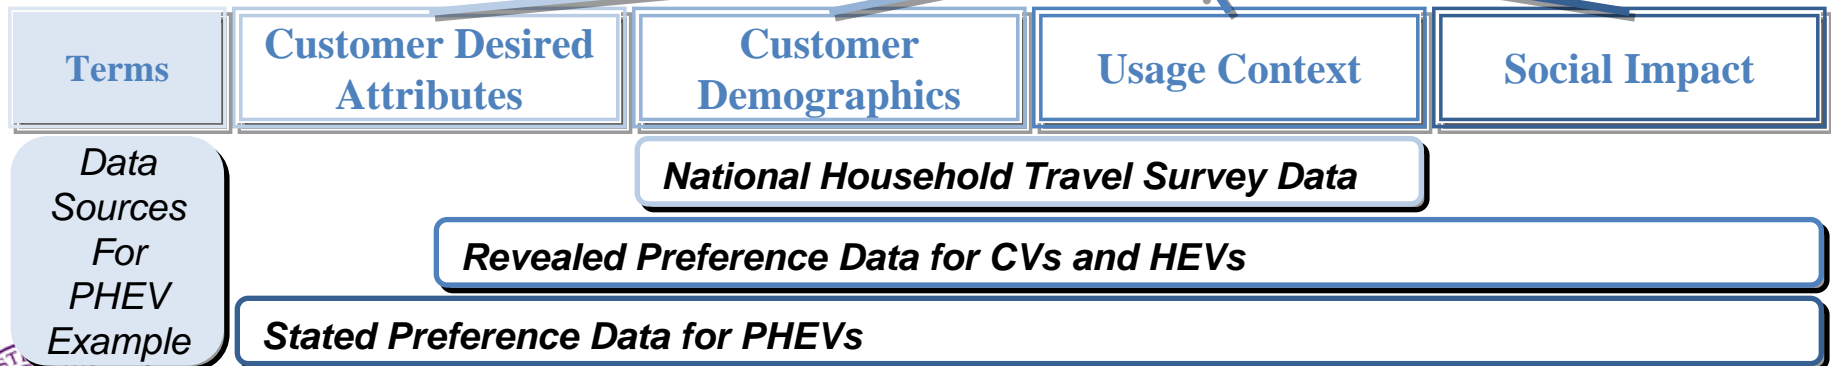 Terms
Customer Desired
Attributes
Customer
Demographics
Usage Context
Social Impact
Data
Sources
For
PHEV
Example
National Household Travel Survey Data
Revealed Preference Data for CVs and HEVs
Stated Preference Data for PHEVs